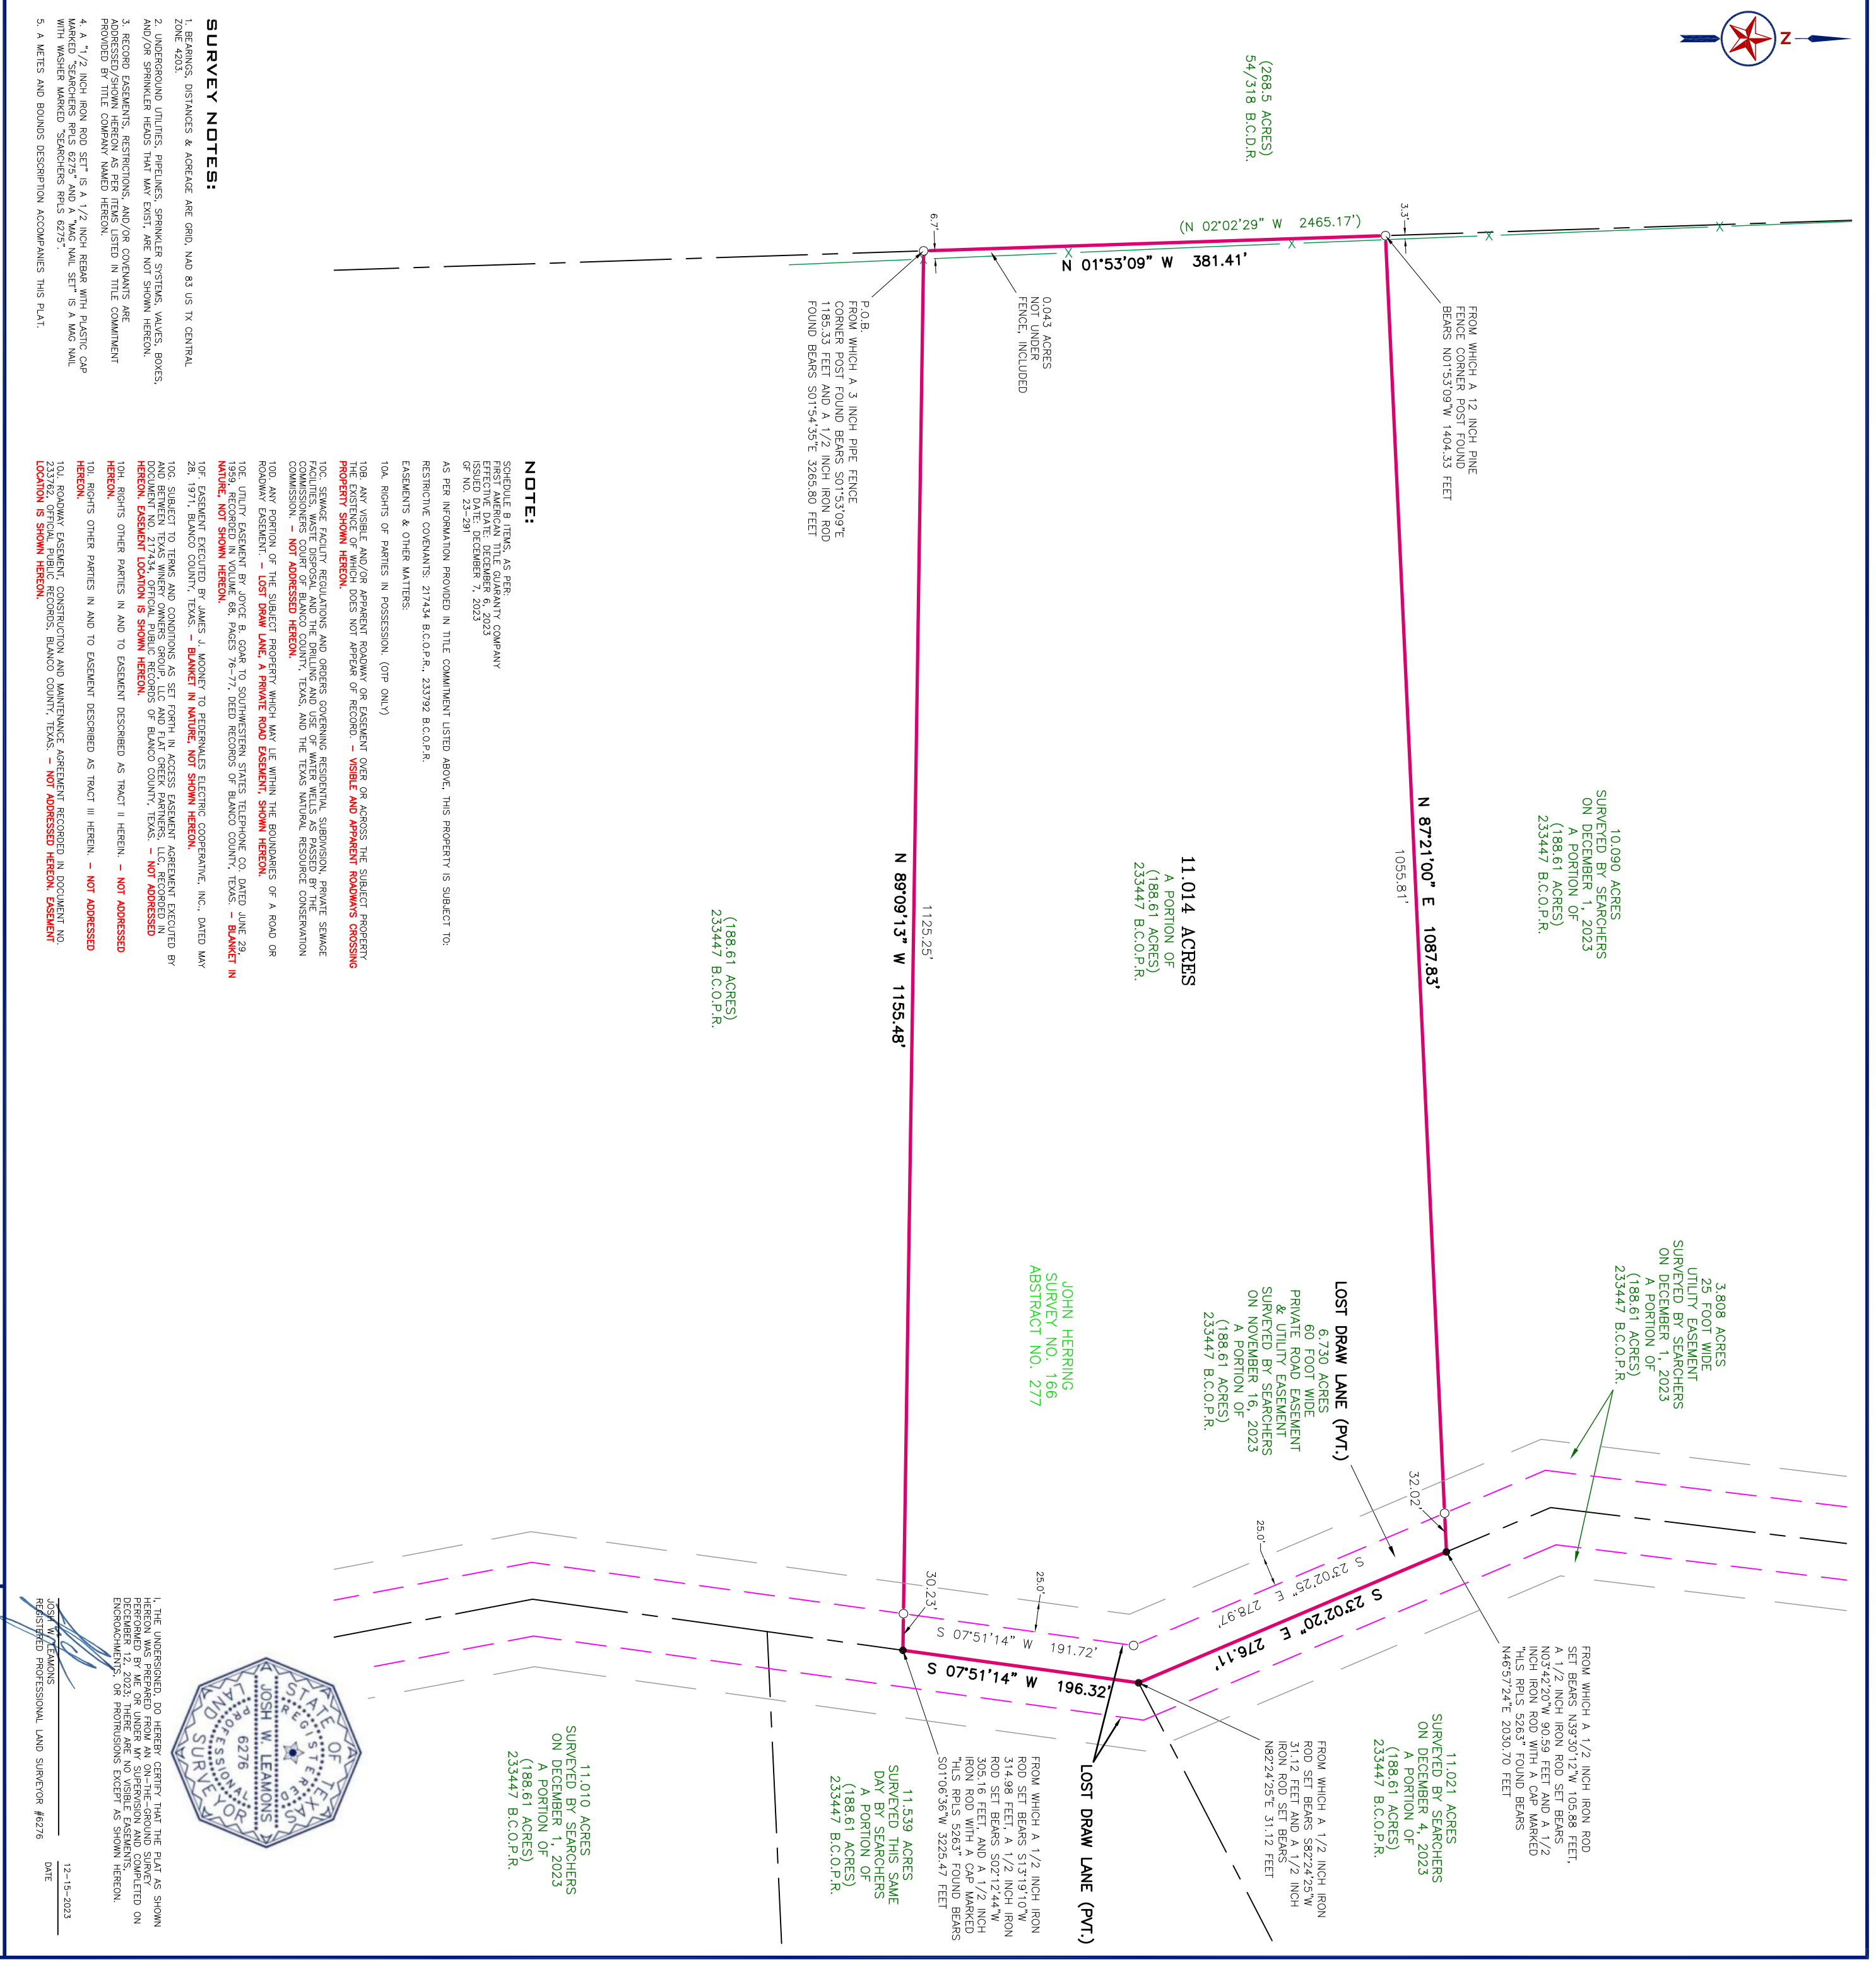 N
(268.5 ACRES)
54/318 B.C.D.R.
3.3'
(N 02°02'29" W 2465.17')
N 01°53'09" W 381.41'
6.7'
FROM WHICH A 12 INCH PINE
FENCE CORNER POST FOUND
BEARS N01°53'09"W 1404.33 FEET
0.043 ACRES
NOT UNDER
FENCE, INCLUDED
P.O.B.
FROM WHICH A 3 INCH PIPE FENCE
CORNER POST FOUND BEARS S01°53'09"E
1185.33 FEET AND A 1/2 INCH IRON ROD
FOUND BEARS S01°54'35"E 3265.80 FEET
10.090 ACRES
SURVEYED BY SEARCHERS
ON DECEMBER 1, 2023
A PORTION OF
(188.61 ACRES)
233447 B.C.O.P.R.
N 87°21'00" E 1087.83'
1055.81'
11.014 ACRES
A PORTION OF
(188.61 ACRES)
233447 B.C.O.P.R.
1125.25'
N 89°09'13" W 1155.48'
(188.61 ACRES)
233447 B.C.O.P.R.
3.808 ACRES
25 FOOT WIDE
UTILITY EASEMENT
SURVEYED BY SEARCHERS
ON DECEMBER 1, 2023
A PORTION OF
(188.61 ACRES)
233447 B.C.O.P.R.
LOST DRAW LANE (PVT.)
6.730 ACRES
60 FOOT WIDE
PRIVATE ROAD EASEMENT
& UTILITY EASEMENT
SURVEYED BY SEARCHERS
ON NOVEMBER 16, 2023
A PORTION OF
(188.61 ACRES)
233447 B.C.O.P.R.
JOHN HERRING
SURVEY NO. 166
ABSTRACT NO. 277
32.02'
25.0'
S 23°02'25" E 278.97'
S 23°02'20" E 276.11'
25.0'
30.23'
S 07°51'14" W 191.72'
S 07°51'14" W 196.32'
FROM WHICH A 1/2 INCH IRON ROD
SET BEARS N39°30'12"W 105.88 FEET,
A 1/2 INCH IRON ROD SET BEARS
N03°42'20"W 90.59 FEET AND A 1/2
INCH IRON ROD WITH A CAP MARKED
"HLS RPLS 5263" FOUND BEARS
N46°57'24"E 2030.70 FEET
11.021 ACRES
SURVEYED BY SEARCHERS
ON DECEMBER 4, 2023
A PORTION OF
(188.61 ACRES)
233447 B.C.O.P.R.
FROM WHICH A 1/2 INCH IRON
ROD SET BEARS S82°24'25"W
31.12 FEET AND A 1/2 INCH
IRON ROD SET BEARS
N82°24'25"E 31.12 FEET
LOST DRAW LANE (PVT.)
FROM WHICH A 1/2 INCH IRON
ROD SET BEARS S13°19'10"W
314.98 FEET, A 1/2 INCH IRON
ROD SET BEARS S02°12'44"W
305.16 FEET, AND A 1/2 INCH
IRON ROD WITH A CAP MARKED
"HLS RPLS 5263" FOUND BEARS
S01°06'36"W 3225.47 FEET
11.539 ACRES
SURVEYED THIS SAME
DAY BY SEARCHERS
A PORTION OF
(188.61 ACRES)
233447 B.C.O.P.R.
11.010 ACRES
SURVEYED BY SEARCHERS
ON DECEMBER 1, 2023
A PORTION OF
(188.61 ACRES)
233447 B.C.O.P.R.
SURVEY NOTES:
1. BEARINGS, DISTANCES & ACREAGE ARE GRID, NAD 83 US TX CENTRAL
ZONE 4203.
2. UNDERGROUND UTILITIES, PIPELINES, SPRINKLER SYSTEMS, VALVES, BOXES,
AND/OR SPRINKLER HEADS THAT MAY EXIST, ARE NOT SHOWN HEREON.
3. RECORD EASEMENTS, RESTRICTIONS, AND/OR COVENANTS ARE
ADDRESSED/SHOWN HEREON AS PER ITEMS LISTED IN TITLE COMMITMENT
PROVIDED BY TITLE COMPANY NAMED HEREON.
4. A "1/2 INCH IRON ROD SET" IS A 1/2 INCH REBAR WITH PLASTIC CAP
MARKED "SEARCHERS RPLS 6275" AND A "MAG NAIL SET" IS A MAG NAIL
WITH WASHER MARKED "SEARCHERS RPLS 6275".
5. A METES AND BOUNDS DESCRIPTION ACCOMPANIES THIS PLAT.
NOTE:
SCHEDULE B ITEMS, AS PER:
FIRST AMERICAN TITLE GUARANTY COMPANY
EFFECTIVE DATE: DECEMBER 6, 2023
ISSUED DATE: DECEMBER 7, 2023
GF NO. 23-291
AS PER INFORMATION PROVIDED IN TITLE COMMITMENT LISTED ABOVE, THIS PROPERTY IS SUBJECT TO:
RESTRICTIVE COVENANTS: 217434 B.C.O.P.R., 233792 B.C.O.P.R.
EASEMENTS & OTHER MATTERS:
10A. RIGHTS OF PARTIES IN POSSESSION. (OTP ONLY)
10B. ANY VISIBLE AND/OR APPARENT ROADWAY OR EASEMENT OVER OR ACROSS THE SUBJECT PROPERTY
THE EXISTENCE OF WHICH DOES NOT APPEAR OF RECORD. - VISIBLE AND APPARENT ROADWAYS CROSSING
PROPERTY SHOWN HEREON.
10C. SEWAGE FACILITY REGULATIONS AND ORDERS GOVERNING RESIDENTIAL SUBDIVISION, PRIVATE SEWAGE
FACILITIES, WASTE DISPOSAL AND THE DRILLING AND USE OF WATER WELLS AS PASSED BY THE
COMMISSIONERS COURT OF BLANCO COUNTY, TEXAS, AND THE TEXAS NATURAL RESOURCE CONSERVATION
COMMISSION. - NOT ADDRESSED HEREON.
10D. ANY PORTION OF THE SUBJECT PROPERTY WHICH MAY LIE WITHIN THE BOUNDARIES OF A ROAD OR
ROADWAY EASEMENT. - LOST DRAW LANE, A PRIVATE ROAD EASEMENT, SHOWN HEREON.
10E. UTILITY EASEMENT BY JOYCE B. GOAR TO SOUTHWESTERN STATES TELEPHONE CO. DATED JUNE 29,
1959, RECORDED IN VOLUME 68, PAGES 76-77, DEED RECORDS OF BLANCO COUNTY, TEXAS. - BLANKET IN
NATURE, NOT SHOWN HEREON.
10F. EASEMENT EXECUTED BY JAMES J. MOONEY TO PEDERNALES ELECTRIC COOPERATIVE, INC., DATED MAY
28, 1971, BLANCO COUNTY, TEXAS. - BLANKET IN NATURE, NOT SHOWN HEREON.
10G. SUBJECT TO TERMS AND CONDITIONS AS SET FORTH IN ACCESS EASEMENT AGREEMENT EXECUTED BY
AND BETWEEN TEXAS WINERY OWNERS GROUP, LLC AND FLAT CREEK PARTNERS, LLC, RECORDED IN
DOCUMENT NO. 217434, OFFICIAL PUBLIC RECORDS OF BLANCO COUNTY, TEXAS. - NOT ADDRESSED
HEREON. EASEMENT LOCATION IS SHOWN HEREON.
10H. RIGHTS OTHER PARTIES IN AND TO EASEMENT DESCRIBED AS TRACT II HEREIN. - NOT ADDRESSED
HEREON.
10I. RIGHTS OTHER PARTIES IN AND TO EASEMENT DESCRIBED AS TRACT III HEREIN. - NOT ADDRESSED
HEREON.
10J. ROADWAY EASEMENT, CONSTRUCTION AND MAINTENANCE AGREEMENT RECORDED IN DOCUMENT NO.
233762, OFFICIAL PUBLIC RECORDS, BLANCO COUNTY, TEXAS. - NOT ADDRESSED HEREON. EASEMENT
LOCATION IS SHOWN HEREON.
STATE OF TEXAS
REGISTERED
JOSH W. LEAMONS
6276
PROFESSIONAL
LAND SURVEYOR
I, THE UNDERSIGNED, DO HEREBY CERTIFY THAT THE PLAT AS SHOWN
HEREON WAS PREPARED FROM AN ON-THE-GROUND SURVEY
PERFORMED BY ME OR UNDER MY SUPERVISION AND COMPLETED ON
DECEMBER 12, 2023; THERE ARE NO VISIBLE EASEMENTS,
ENCROACHMENTS, OR PROTRUSIONS EXCEPT AS SHOWN HEREON.
JOSH W. LEAMONS
REGISTERED PROFESSIONAL LAND SURVEYOR #6276
12-15-2023
DATE